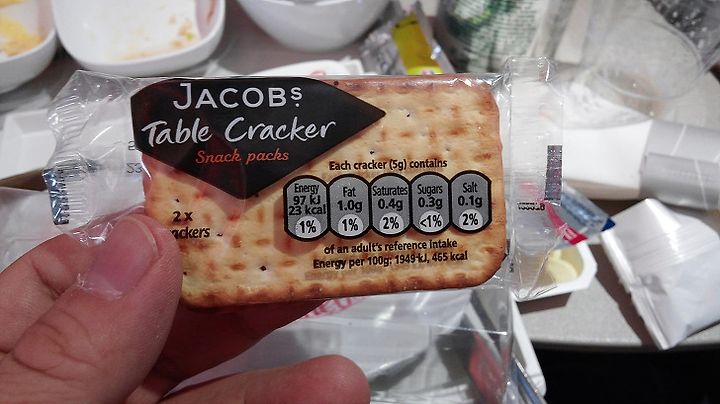 JACOBS
Table Cracker
Snack packs
Each cracker (5g) contains
Energy
97 kJ
23 kcal
1%
Fat
1.0g
1%
Saturates
0.4g
2%
Sugars
0.3g
<1%
Salt
0.1g
2%
2 x
ackers
of an adult's reference intake
Energy per 100g: 1949 kJ, 465 kcal